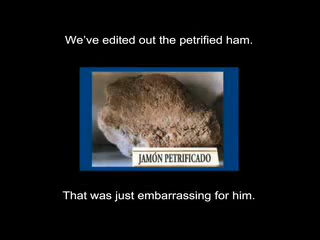 We've edited out the petrified ham.
JAMÓN PETRIFICADO
That was just embarrassing for him.